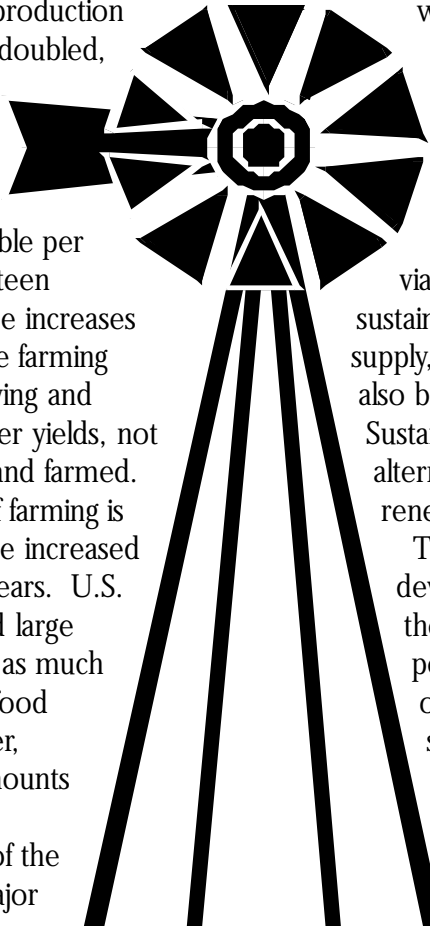 production
doubled,
ble per
teen
e increases
e farming
ving and
er yields, not
and farmed.
f farming is
e increased
ears. U.S.
d large
as much
food
er,
mounts
of the
ajor
w
via
sustain
supply,
also b
Susta
altern
rene
T
dev
the
po
o
s